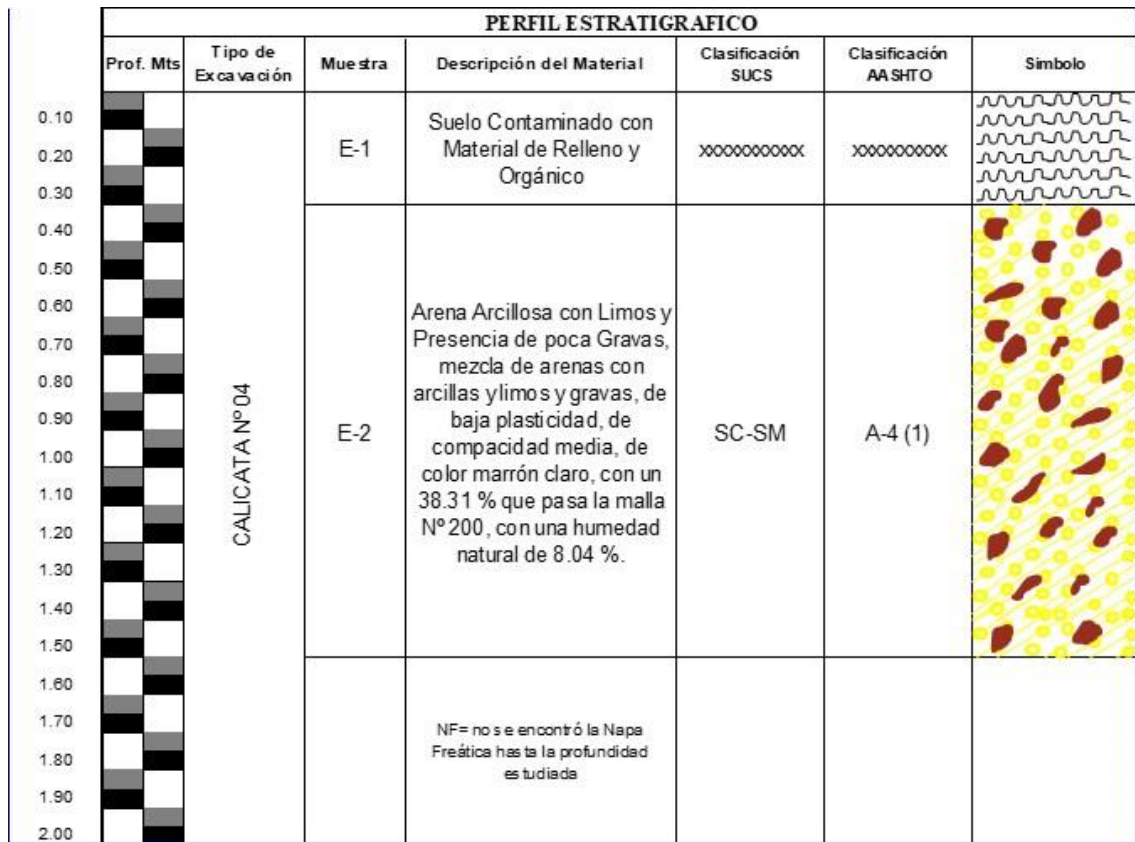 PERFIL ESTRATIGRAFICO
Prof. Mts
Tipo de
Excavación
Muestra
Descripción del Material
Clasificación
SUCS
Clasificación
AASHTO
Simbolo
0.10
0.20
0.30
0.40
0.50
0.60
0.70
0.80
0.90
1.00
1.10
1.20
1.30
1.40
1.50
1.60
1.70
1.80
1.90
2.00
CALICATA Nº 04
E-1
Suelo Contaminado con
Material de Relleno y
Orgánico
XXXXXXXXXX
XXXXXXXXX
E-2
Arena Arcillosa con Limos y
Presencia de poca Gravas,
mezcla de arenas con
arcillas y limos y gravas, de
baja plasticidad, de
compacidad media, de
color marrón claro, con un
38.31 % que pasa la malla
Nº 200, con una humedad
natural de 8.04 %.
SC-SM
A-4 (1)
NF= no se encontró la Napa
Freática hasta la profundidad
estudiada